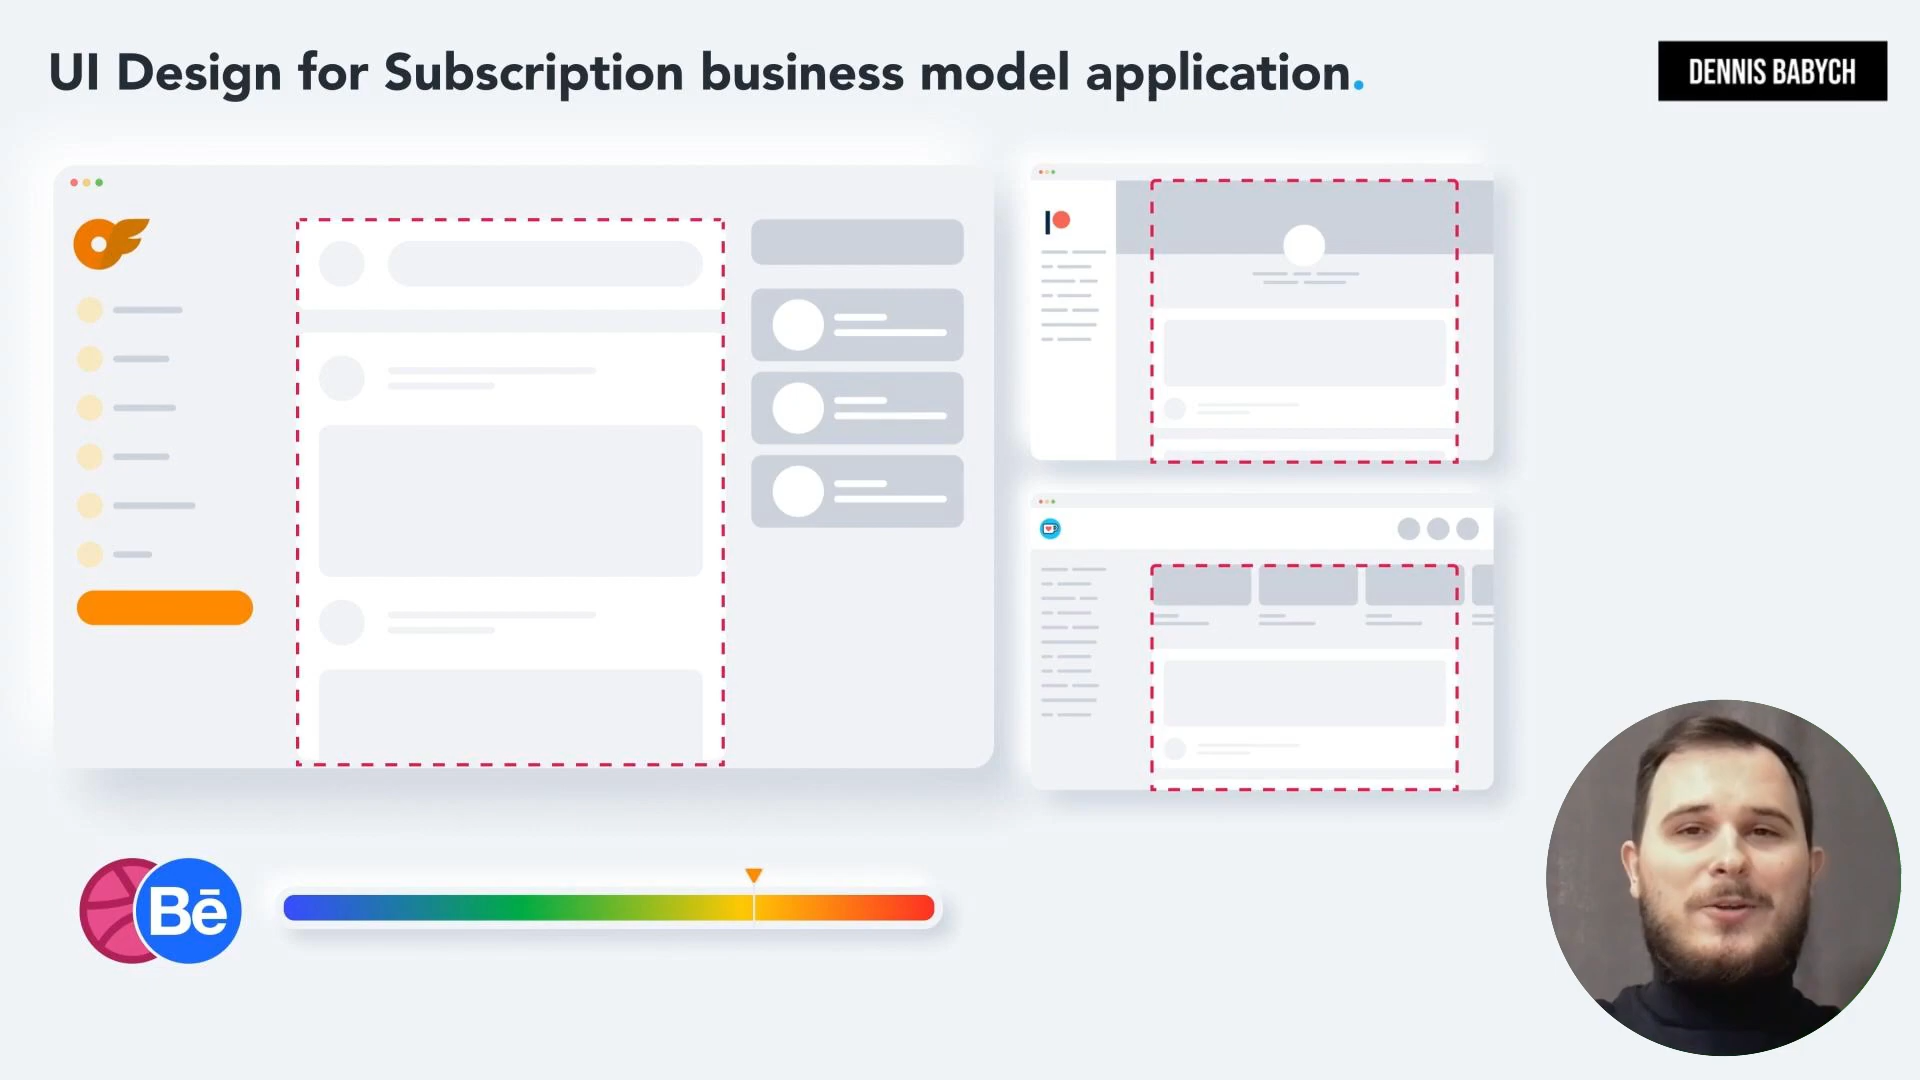 UI Design for Subscription business model application.
DENNIS BABYCH
Bē